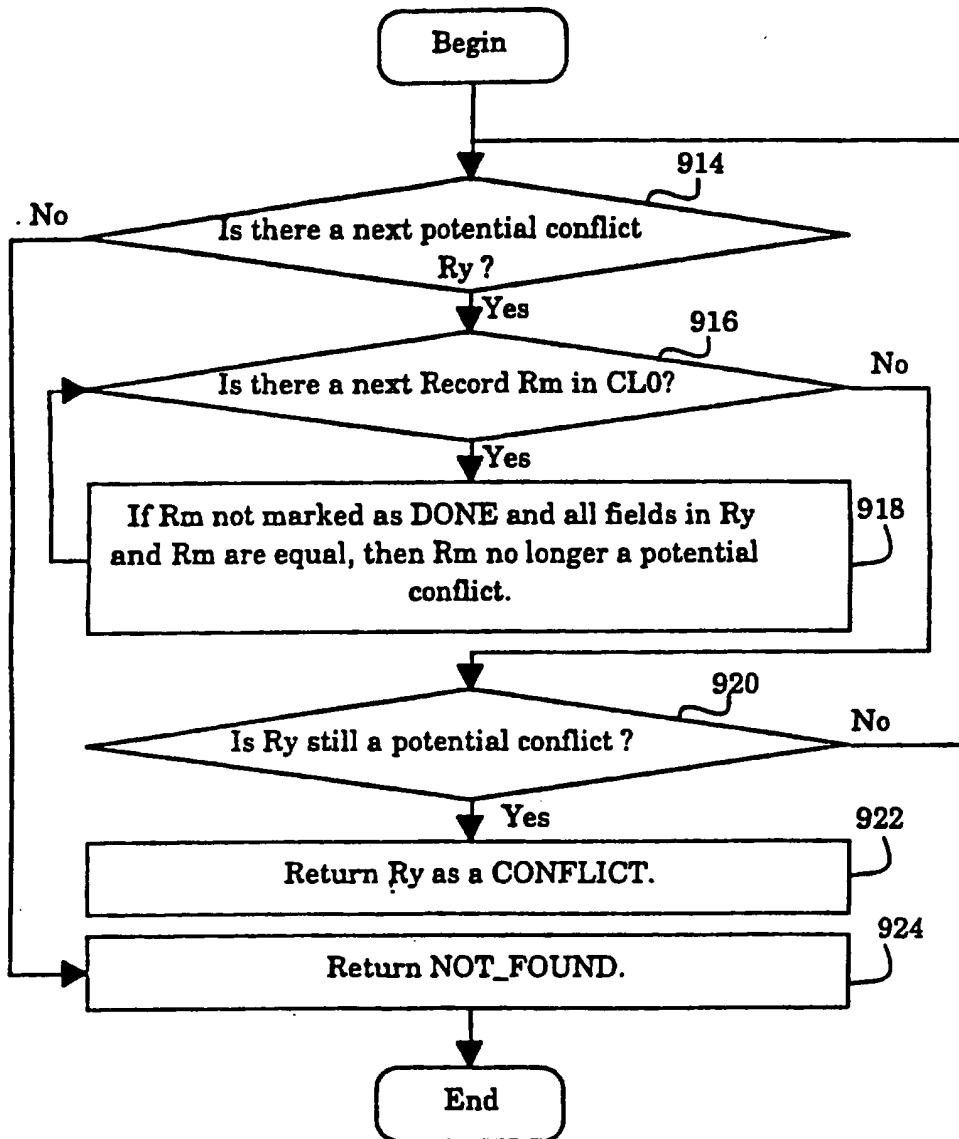 Begin
914
No
Is there a next potential conflict
Ry ?
Yes
916
No
Is there a next Record Rm in CL0?
Yes
918
If Rm not marked as DONE and all fields in Ry
and Rm are equal, then Rm no longer a potential
conflict.
920
No
Is Ry still a potential conflict ?
Yes
922
Return Ry as a CONFLICT.
924
Return NOT_FOUND.
End